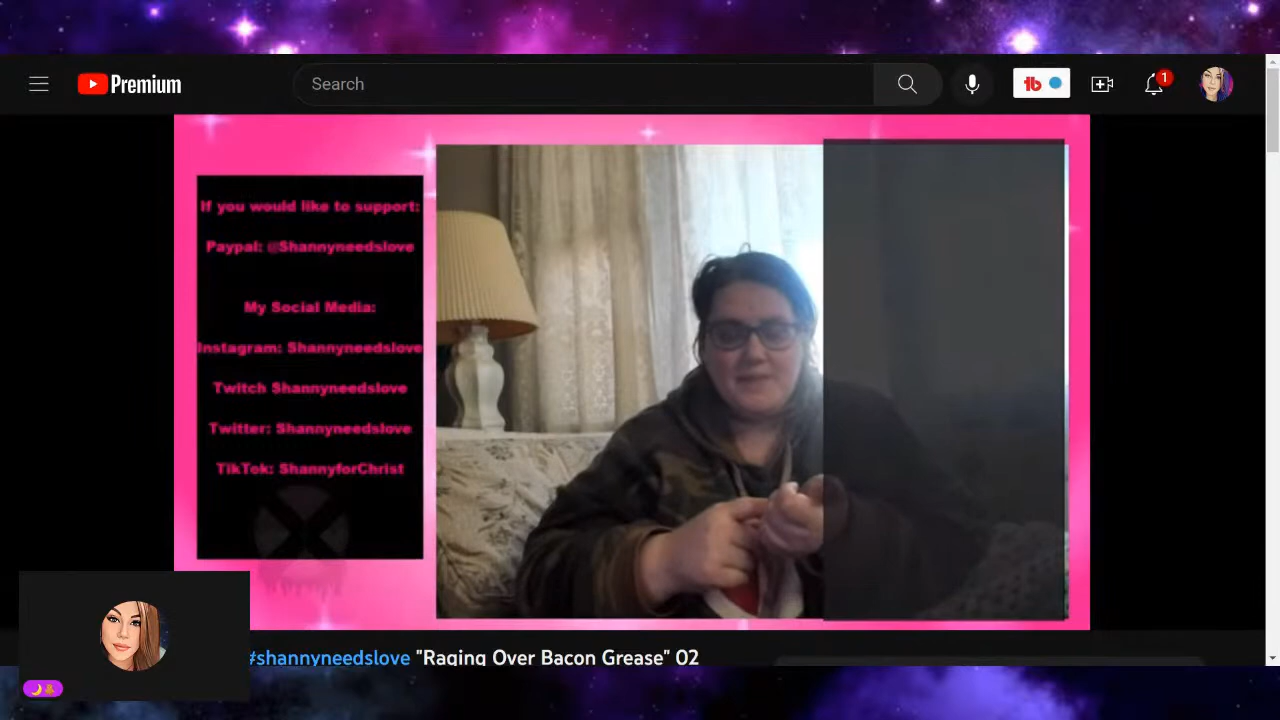 Premium
Search
1
If you would like to support:
Paypal: @Shannyneedslove
My Social Media:
Instagram: Shannyneedslove
Twitch Shannyneedslove
Twitter: Shannyneedslove
TikTok: ShannyforChrist
#shannyneedslove "Raging Over Bacon Grease" 02